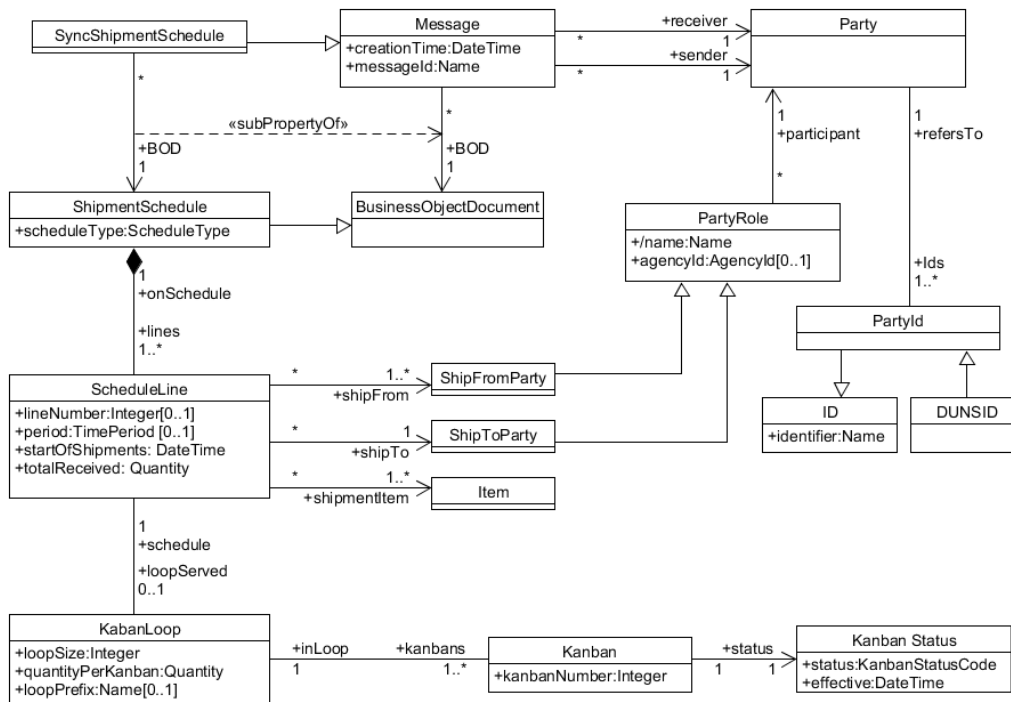 SyncShipmentSchedule
Message
+creationTime:DateTime
+messageId:Name
+receiver
*
1
+sender
*
1
Party
*
«subPropertyOf»
*
+BOD
1
+BOD
1
1
+participant
*
1
+refersTo
+Ids
1..*
ShipmentSchedule
+scheduleType:ScheduleType
BusinessObjectDocument
PartyRole
+/name:Name
+agencyId:AgencyId[0..1]
PartyId
1
+onSchedule
+lines
1..*
ScheduleLine
+lineNumber:Integer[0..1]
+period:TimePeriod [0..1]
+startOfShipments: DateTime
+totalReceived: Quantity
*
1..*
+shipFrom
ShipFromParty
*
1
+shipTo
ShipToParty
*
1..*
+shipmentItem
Item
ID
+identifier:Name
DUNSID
1
+schedule
+loopServed
0..1
KabanLoop
+loopSize:Integer
+quantityPerKanban:Quantity
+loopPrefix:Name[0..1]
+inLoop
1
+kanbans
1..*
Kanban
+kanbanNumber:Integer
+status
1
1
Kanban Status
+status:KanbanStatusCode
+effective:DateTime